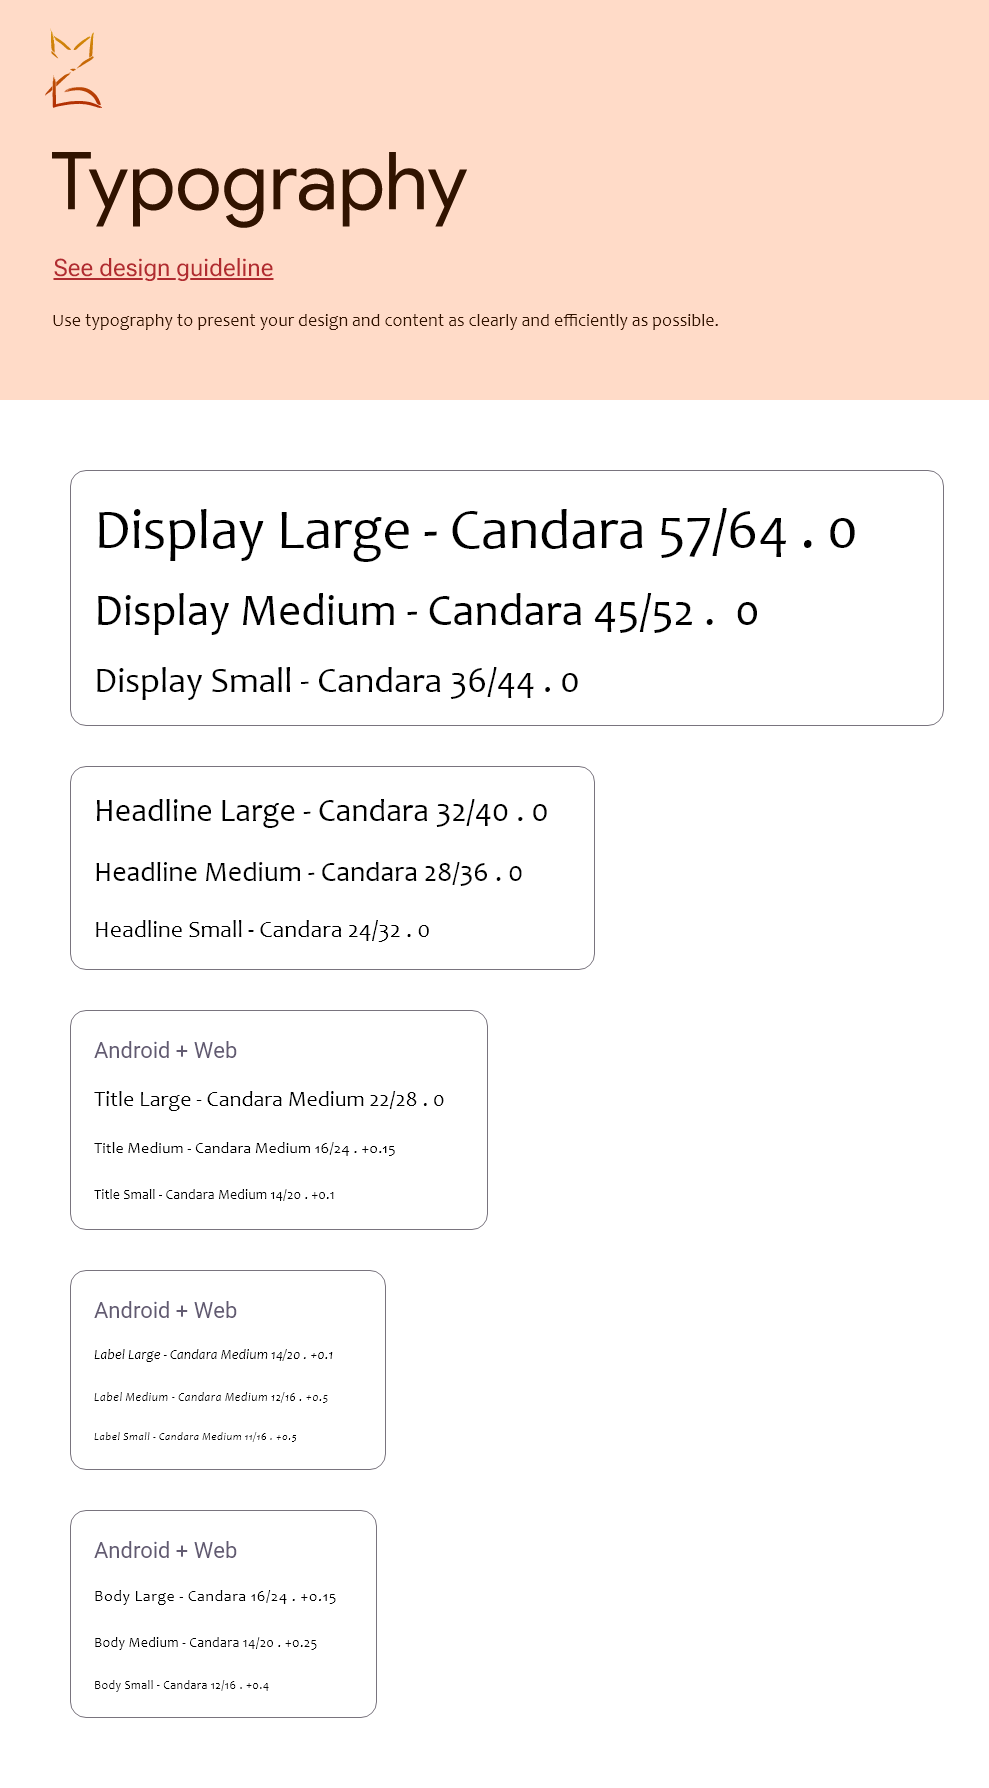 Typography
See design guideline
Use typography to present your design and content as clearly and efficiently as possible.
Display Large - Candara 57/64 . 0
Display Medium - Candara 45/52 .  0
Display Small - Candara 36/44 . 0
Headline Large - Candara 32/40 . 0
Headline Medium - Candara 28/36 . 0
Headline Small - Candara 24/32 . 0
Android + Web
Title Large - Candara Medium 22/28 . 0
Title Medium - Candara Medium 16/24 . +0.15
Title Small - Candara Medium 14/20 . +0.1
Android + Web
Label Large - Candara Medium 14/20 . +0.1
Label Medium - Candara Medium 12/16 . +0.5
Label Small - Candara Medium 11/16 . +0.5
Android + Web
Body Large - Candara 16/24 . +0.15
Body Medium - Candara 14/20 . +0.25
Body Small - Candara 12/16 . +0.4